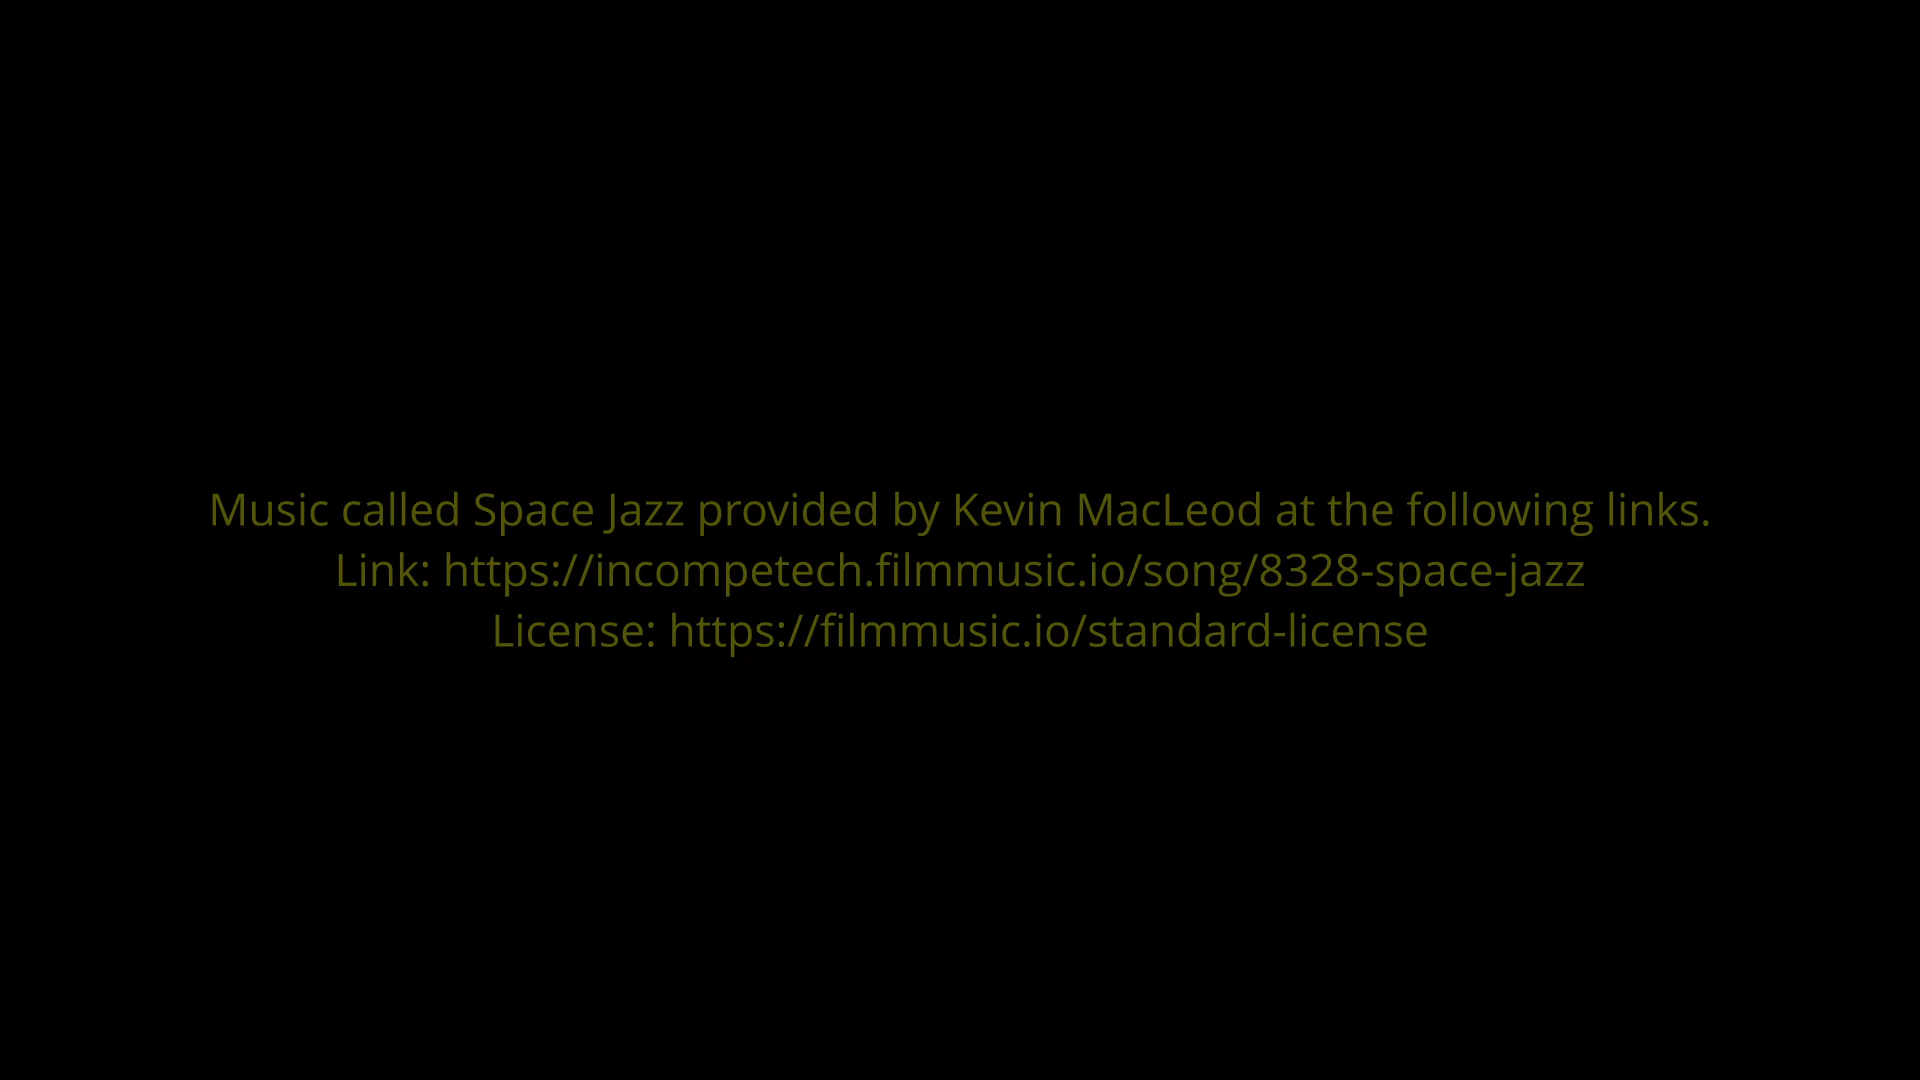 Music called Space Jazz provided by Kevin MacLeod at the following links.
Link: https://incompetech.filmmusic.io/song/8328-space-jazz
License: https://filmmusic.io/standard-license